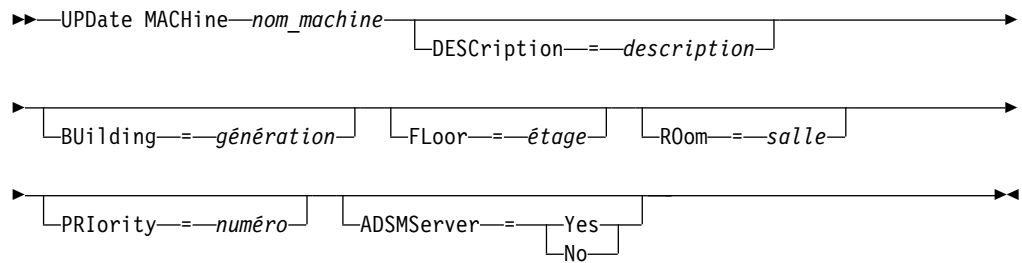 UPDate MACHine nom_machine
DESCription = description
BUilding = génération FLoor = étage ROom = salle
PRIority = numéro ADSMServer = Yes
No